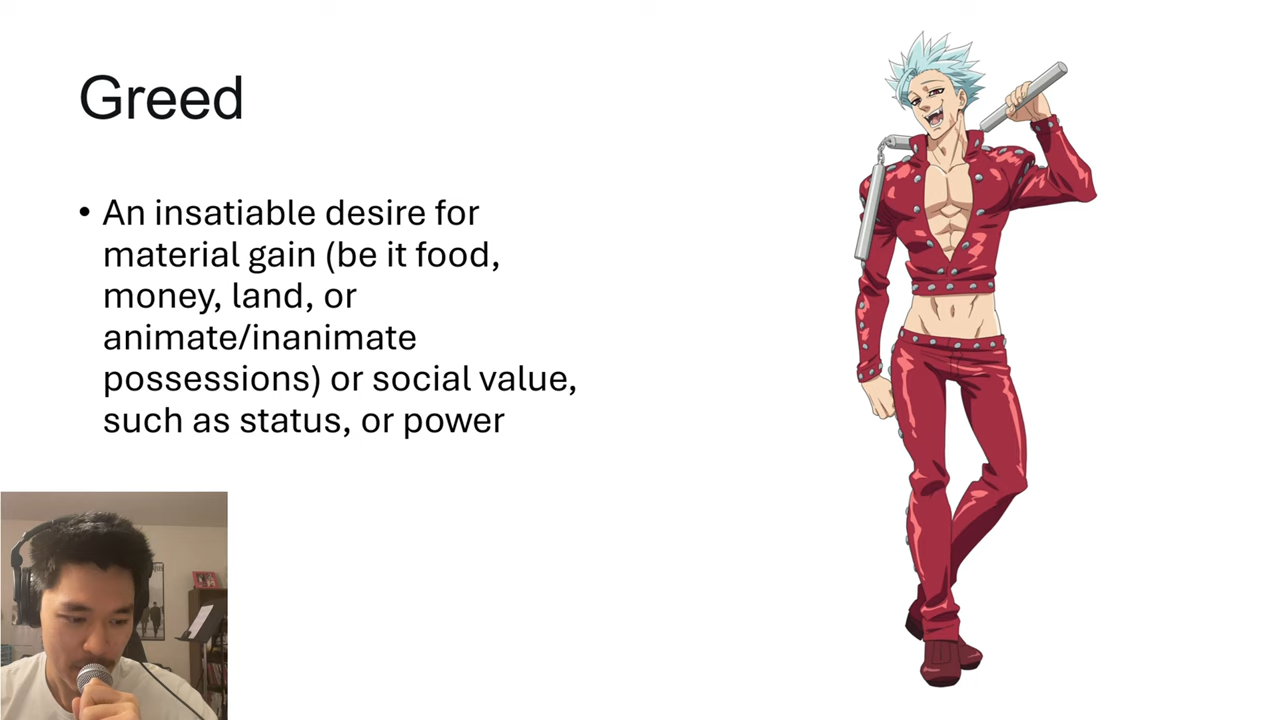 Greed
• An insatiable desire for
material gain (be it food,
money, land, or
animate/inanimate
possessions) or social value,
such as status, or power